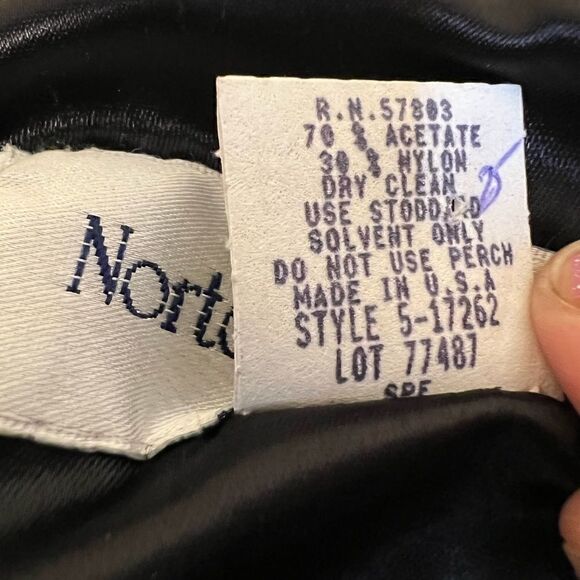 R.N.57803
70 % ACETATE
30 % NYLON
DRY CLEAN
USE STODDARD
SOLVENT ONLY
DO NOT USE PERCH
MADE IN U.S.A
STYLE 5-17262
LOT 77487